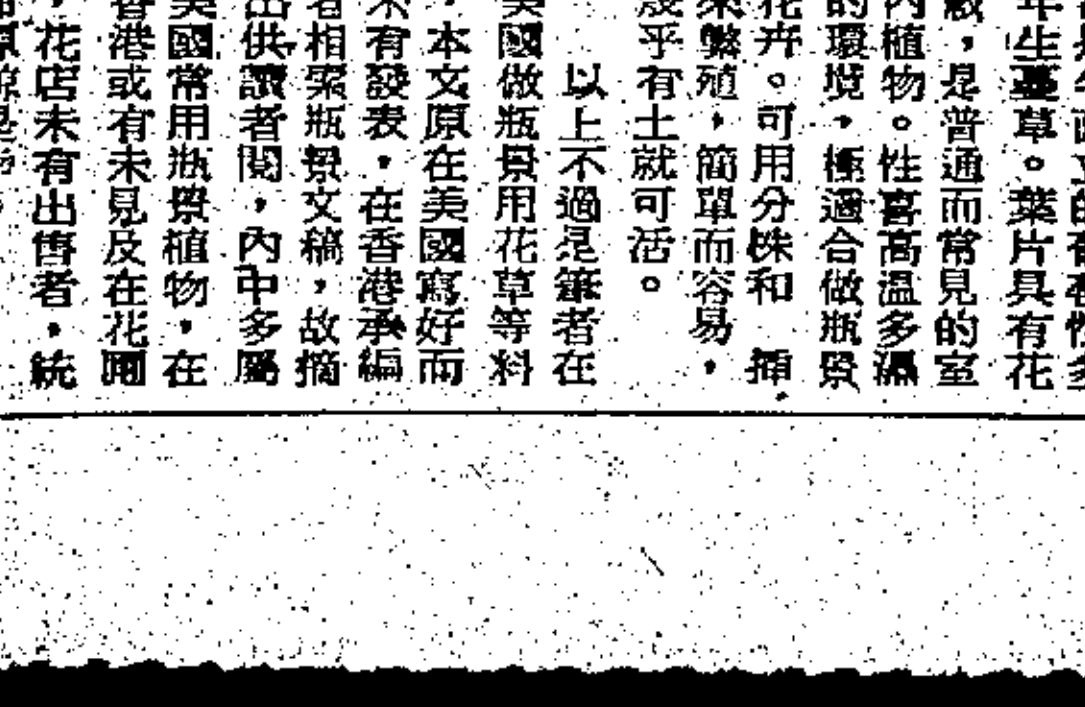 年生蔓草。葉片具有花
，是普通而常見的室
內植物。性喜高溫多濕
的環境，極適合做瓶景
花卉。可用分株和 插
來繁殖，簡單而容易，
幾乎有土就可活。
以上不過是筆者在
美國做瓶景用花草等料
，本文原在美國寫好而
未有發表，在香港承編
者相索瓶景文稿，故摘
出供讀者閱，內中多屬
美國常用瓶景植物，在
香港或有未見及在花圃
，花店未有出售者，統